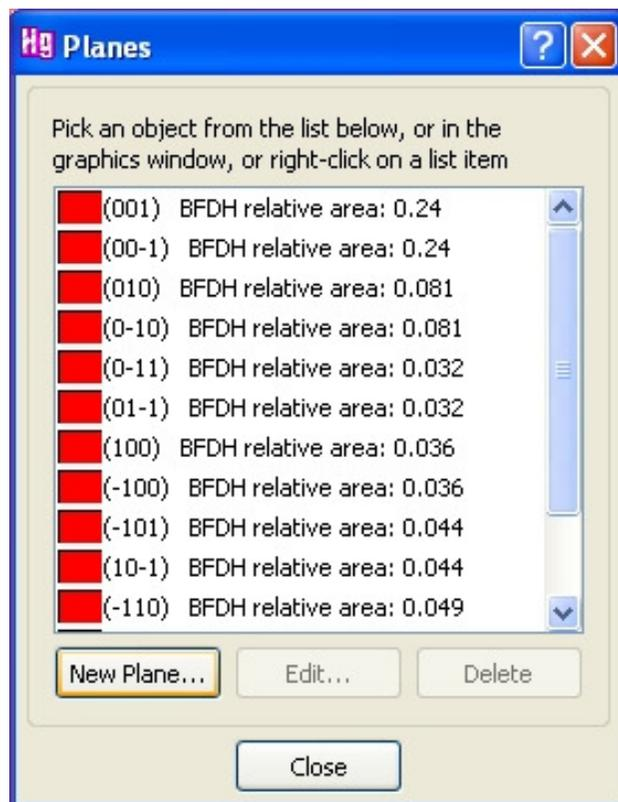 Hg Planes
Pick an object from the list below, or in the
graphics window, or right-click on a list item
(001) BFDH relative area: 0.24
(00-1) BFDH relative area: 0.24
(010) BFDH relative area: 0.081
(0-10) BFDH relative area: 0.081
(0-11) BFDH relative area: 0.032
(01-1) BFDH relative area: 0.032
(100) BFDH relative area: 0.036
(-100) BFDH relative area: 0.036
(-101) BFDH relative area: 0.044
(10-1) BFDH relative area: 0.044
(-110) BFDH relative area: 0.049
New Plane... Edit... Delete
Close